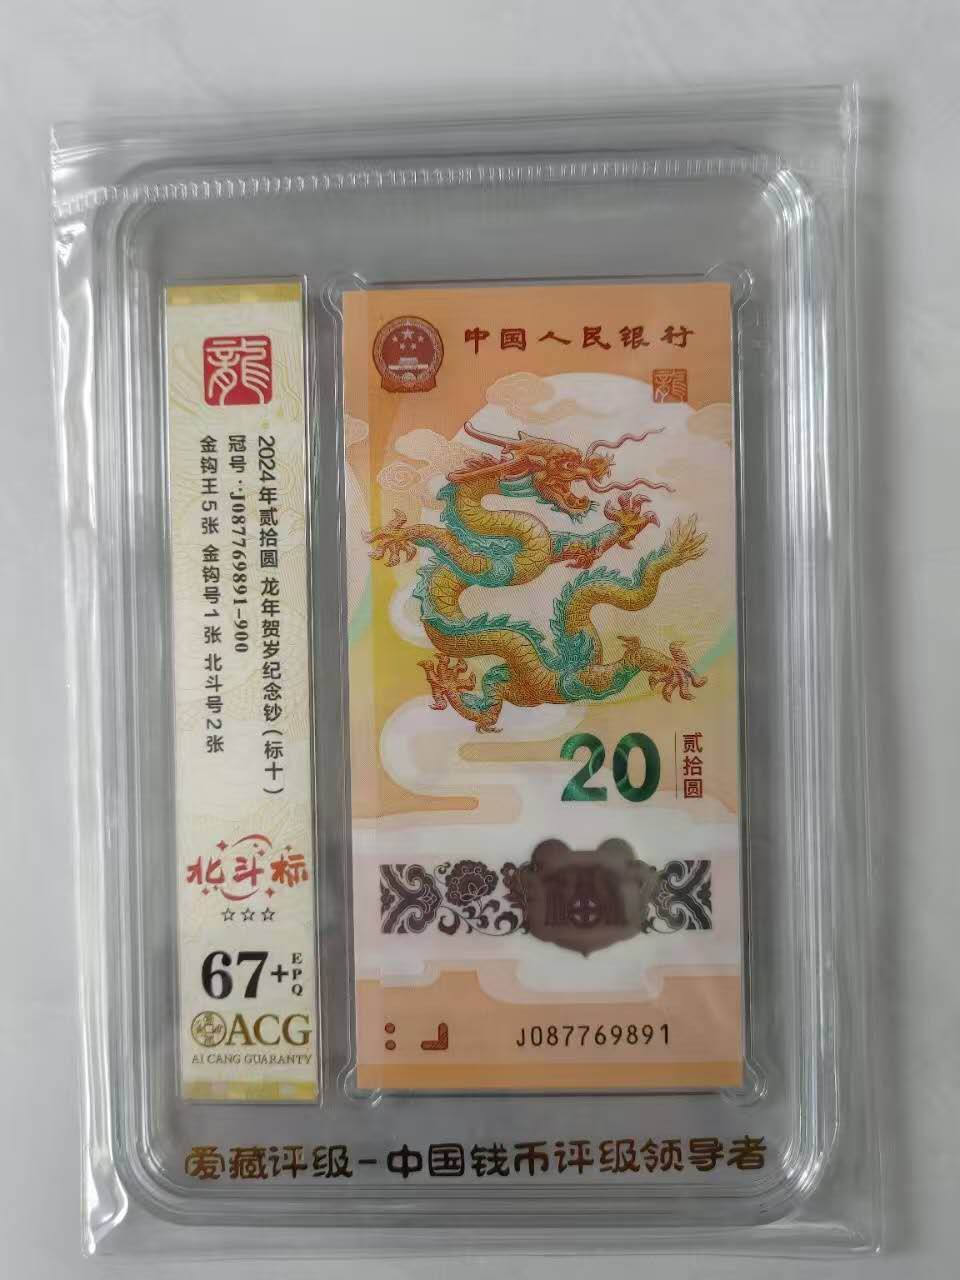 龍
2024年贰拾圆 龙年贺岁纪念钞（标十）
冠号：J087769891-900
金钩王5张 金钩号1张 北斗号2张
北斗标
☆☆☆
67+EPQ
ACG
AI CANG GUARANTY
中国人民银行
龍
20
贰拾圆
J087769891
爱藏评级-中国钱币评级领导者